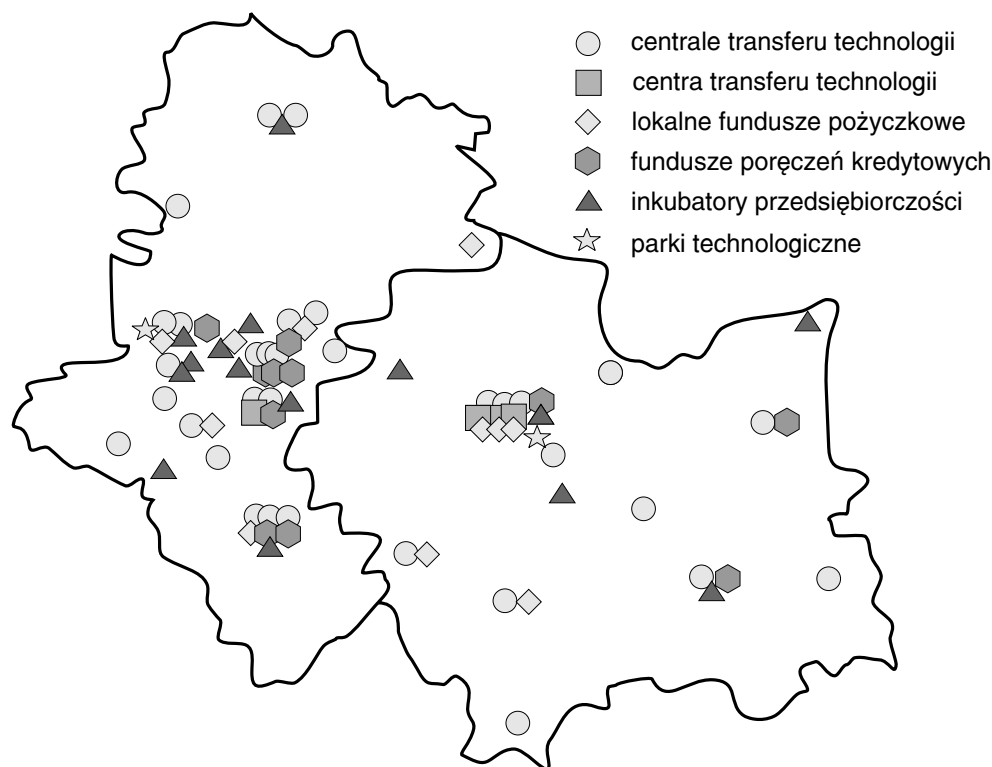 centrale transferu technologii
centra transferu technologii
lokalne fundusze pożyczkowe
fundusze poręczeń kredytowych
inkubatory przedsiębiorczości
parki technologiczne